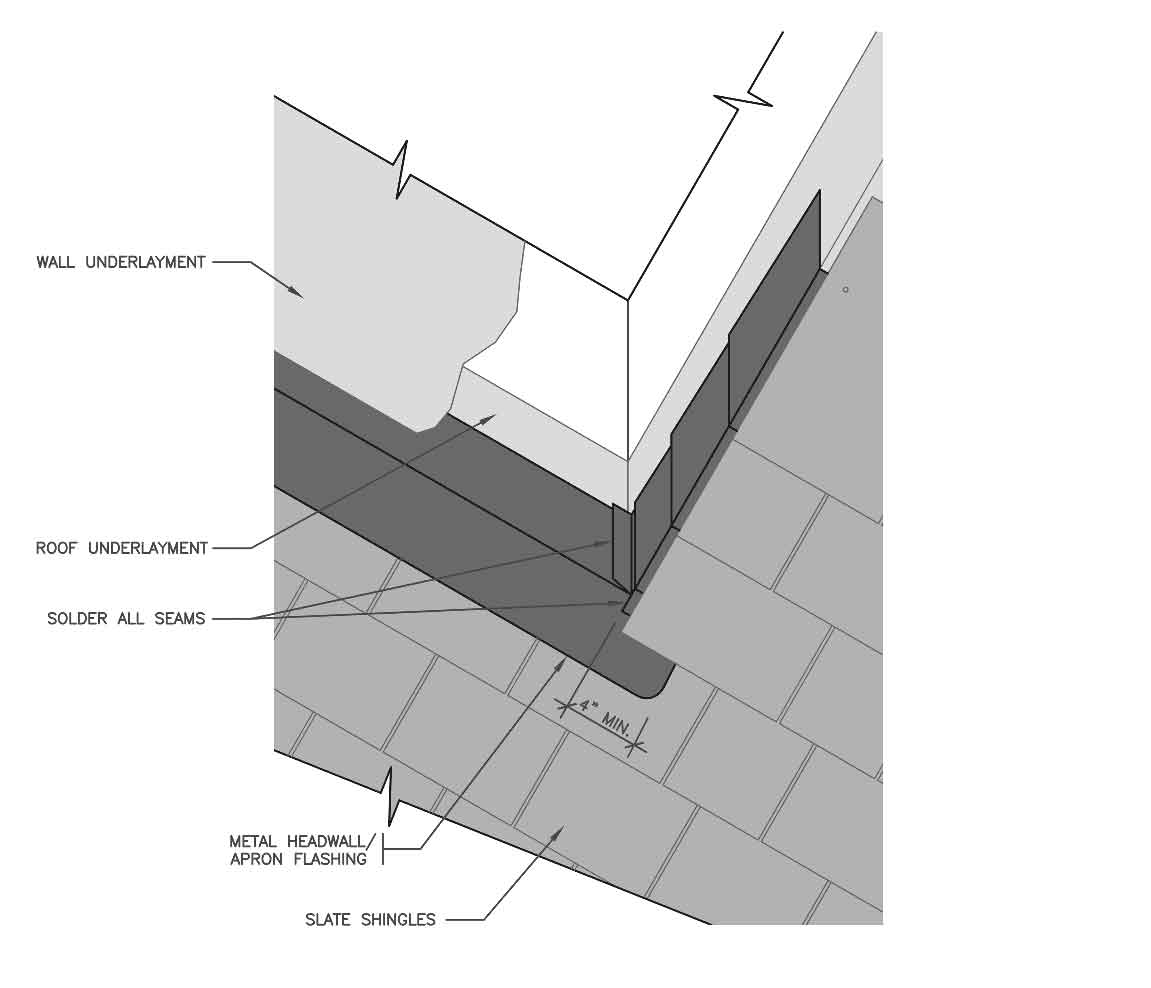 WALL UNDERLAYMENT
ROOF UNDERLAYMENT
SOLDER ALL SEAMS
4" MIN.
METAL HEADWALL/
APRON FLASHING
SLATE SHINGLES